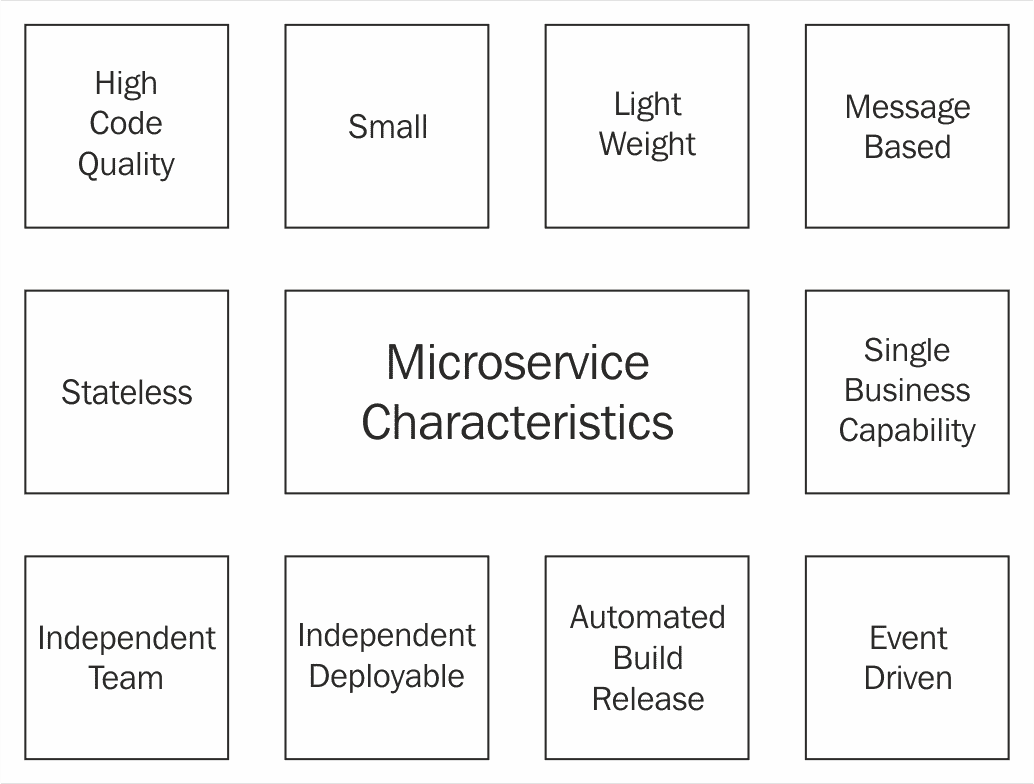 High
Code
Quality
Small
Light
Weight
Message
Based
Stateless
Microservice
Characteristics
Single
Business
Capability
Independent
Team
Independent
Deployable
Automated
Build
Release
Event
Driven